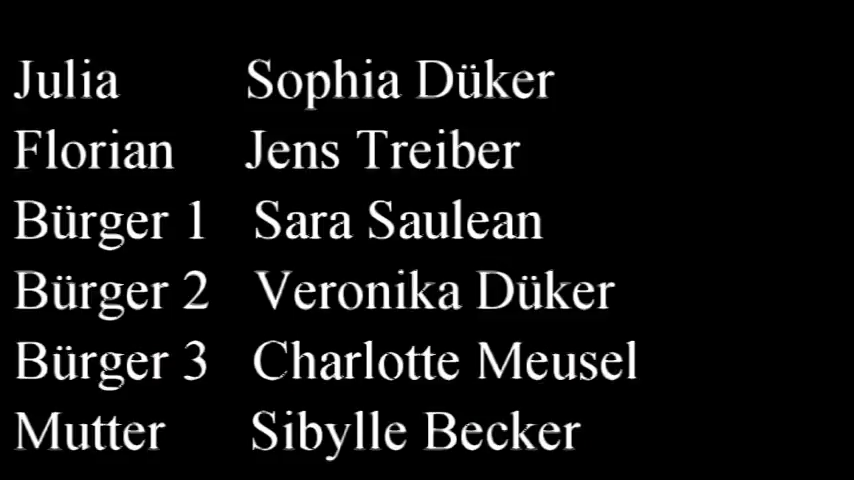 Julia Sophia Düker
Florian Jens Treiber
Bürger 1 Sara Saulean
Bürger 2 Veronika Düker
Bürger 3 Charlotte Meusel
Mutter Sibylle Becker